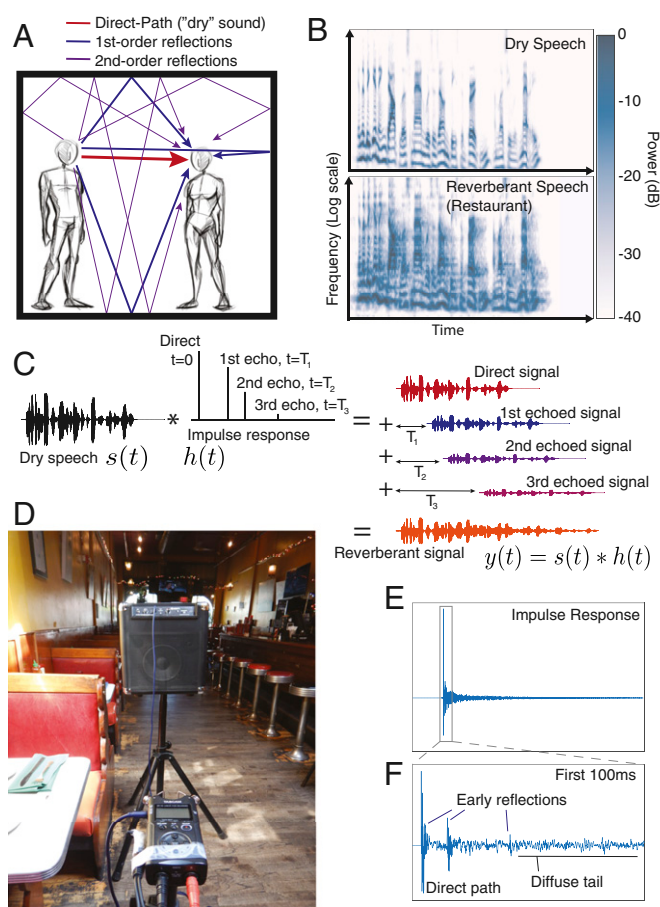 A
Direct-Path ("dry" sound)
1st-order reflections
2nd-order reflections
B
Dry Speech
Reverberant Speech
(Restaurant)
Frequency (Log scale)
Time
0
-10
-20
-30
-40
Power (dB)
C
Direct
t=0
1st echo, t=T₁
2nd echo, t=T₂
3rd echo, t=T₃
Impulse response
Dry speech s(t)
*
h(t)
=
Direct signal
+
T₁
1st echoed signal
+
T₂
2nd echoed signal
+
T₃
3rd echoed signal
=
Reverberant signal
y(t) = s(t) * h(t)
D
TASCAM
E
Impulse Response
F
First 100ms
Early reflections
Direct path
Diffuse tail